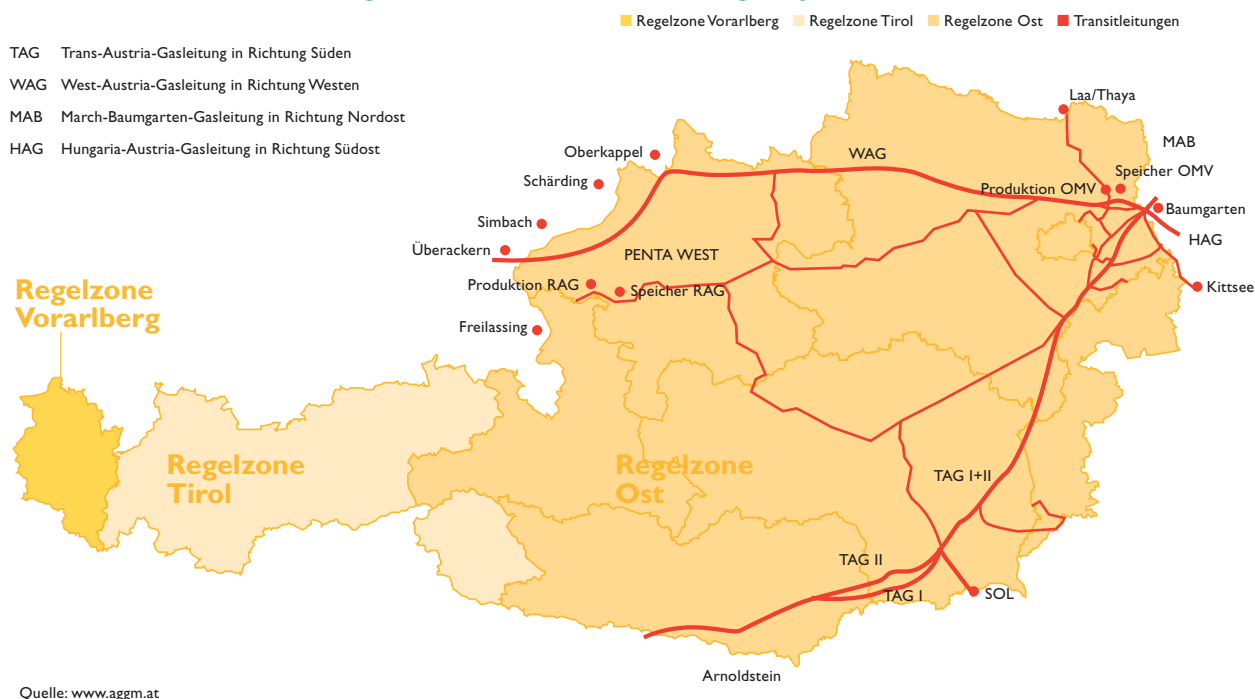 Regelzone Vorarlberg
Regelzone Tirol
Regelzone Ost
Transitleitungen
TAG Trans-Austria-Gasleitung in Richtung Süden
WAG West-Austria-Gasleitung in Richtung Westen
MAB March-Baumgarten-Gasleitung in Richtung Nordost
HAG Hungaria-Austria-Gasleitung in Richtung Südost
Laa/Thaya
MAB
Oberkappel
WAG
Speicher OMV
Schärding
Produktion OMV
Baumgarten
Simbach
HAG
Überackern
PENTA WEST
Produktion RAG
Speicher RAG
Kittsee
Freilassing
Regelzone
Vorarlberg
Regelzone
Tirol
Regelzone
Ost
TAG I+II
TAG II
TAG I
SOL
Arnoldstein
Quelle: www.aggm.at